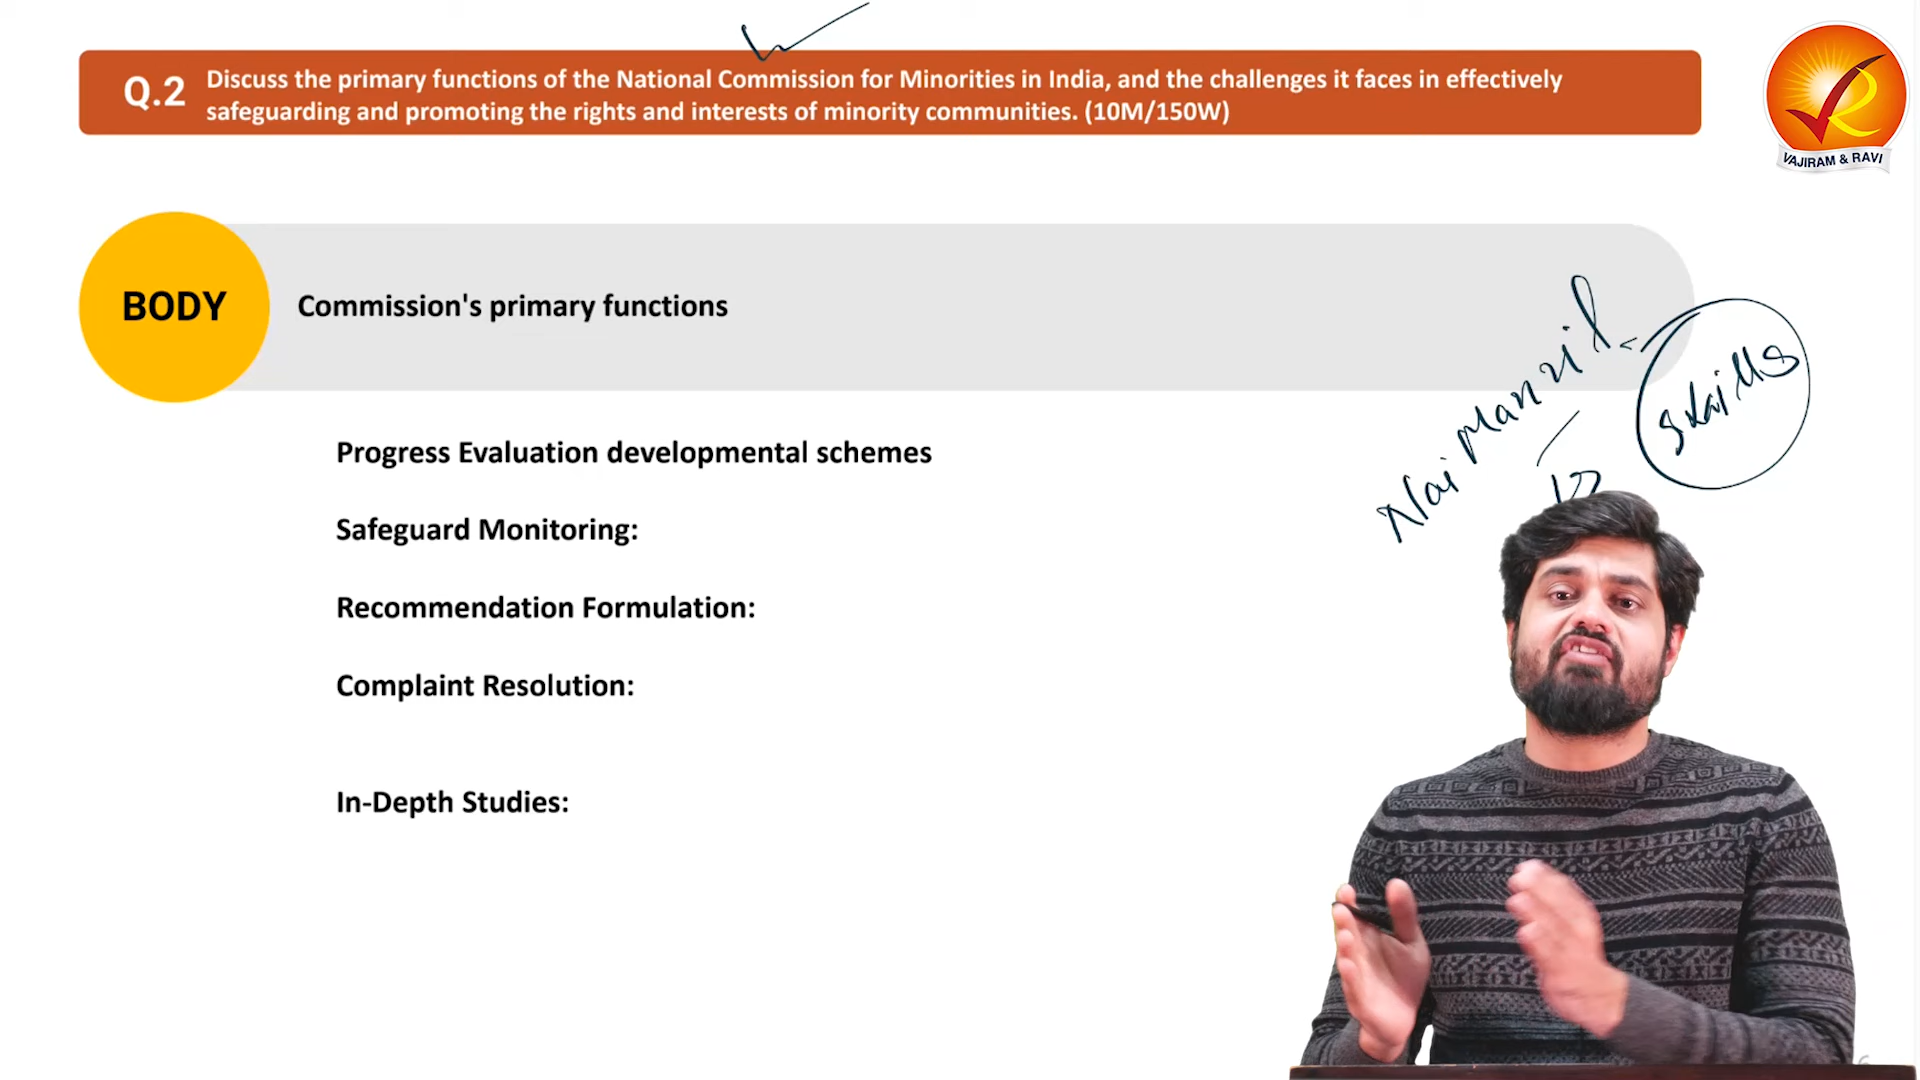 Q.2
Discuss the primary functions of the National Commission for Minorities in India, and the challenges it faces in effectively
safeguarding and promoting the rights and interests of minority communities. (10M/150W)
VAJIRAM & RAVI
BODY
Commission's primary functions
Nai Manzil
skills
Progress Evaluation developmental schemes
Safeguard Monitoring:
Recommendation Formulation:
Complaint Resolution:
In-Depth Studies: